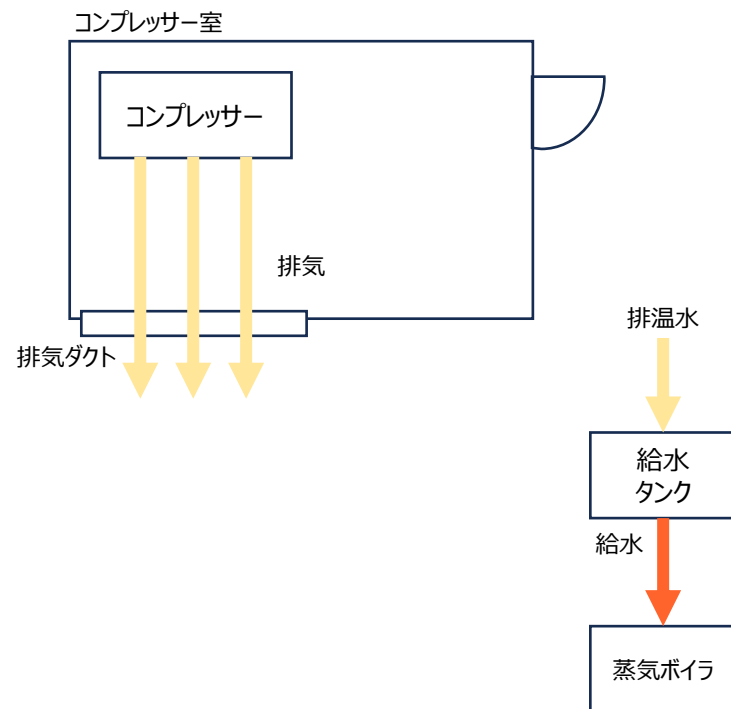 コンプレッサー室
コンプレッサー
排気
排気ダクト
排温水
給水
タンク
給水
蒸気ボイラ